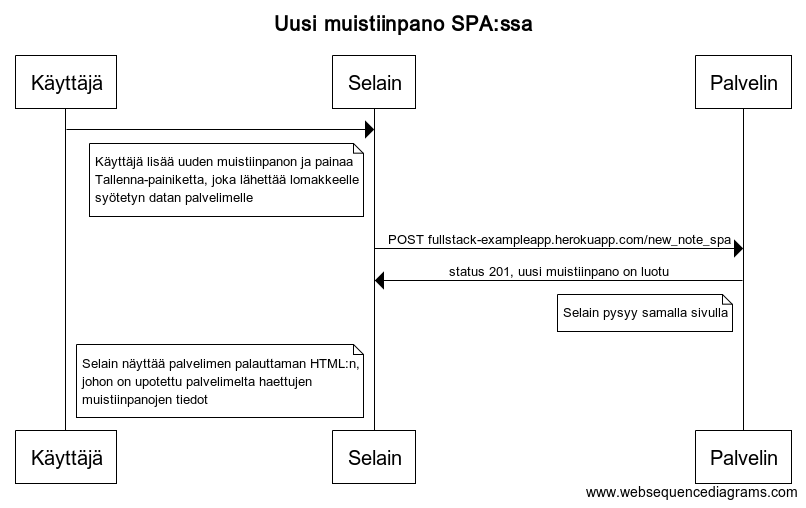 Uusi muistiinpano SPA:ssa
Käyttäjä
Selain
Palvelin
Käyttäjä lisää uuden muistiinpanon ja painaa
Tallenna-painiketta, joka lähettää lomakkeelle
syötetyn datan palvelimelle
POST fullstack-exampleapp.herokuapp.com/new_note_spa
status 201, uusi muistiinpano on luotu
Selain pysyy samalla sivulla
Selain näyttää palvelimen palauttaman HTML:n,
johon on upotettu palvelimelta haettujen
muistiinpanojen tiedot
Käyttäjä
Selain
Palvelin
www.websequencediagrams.com